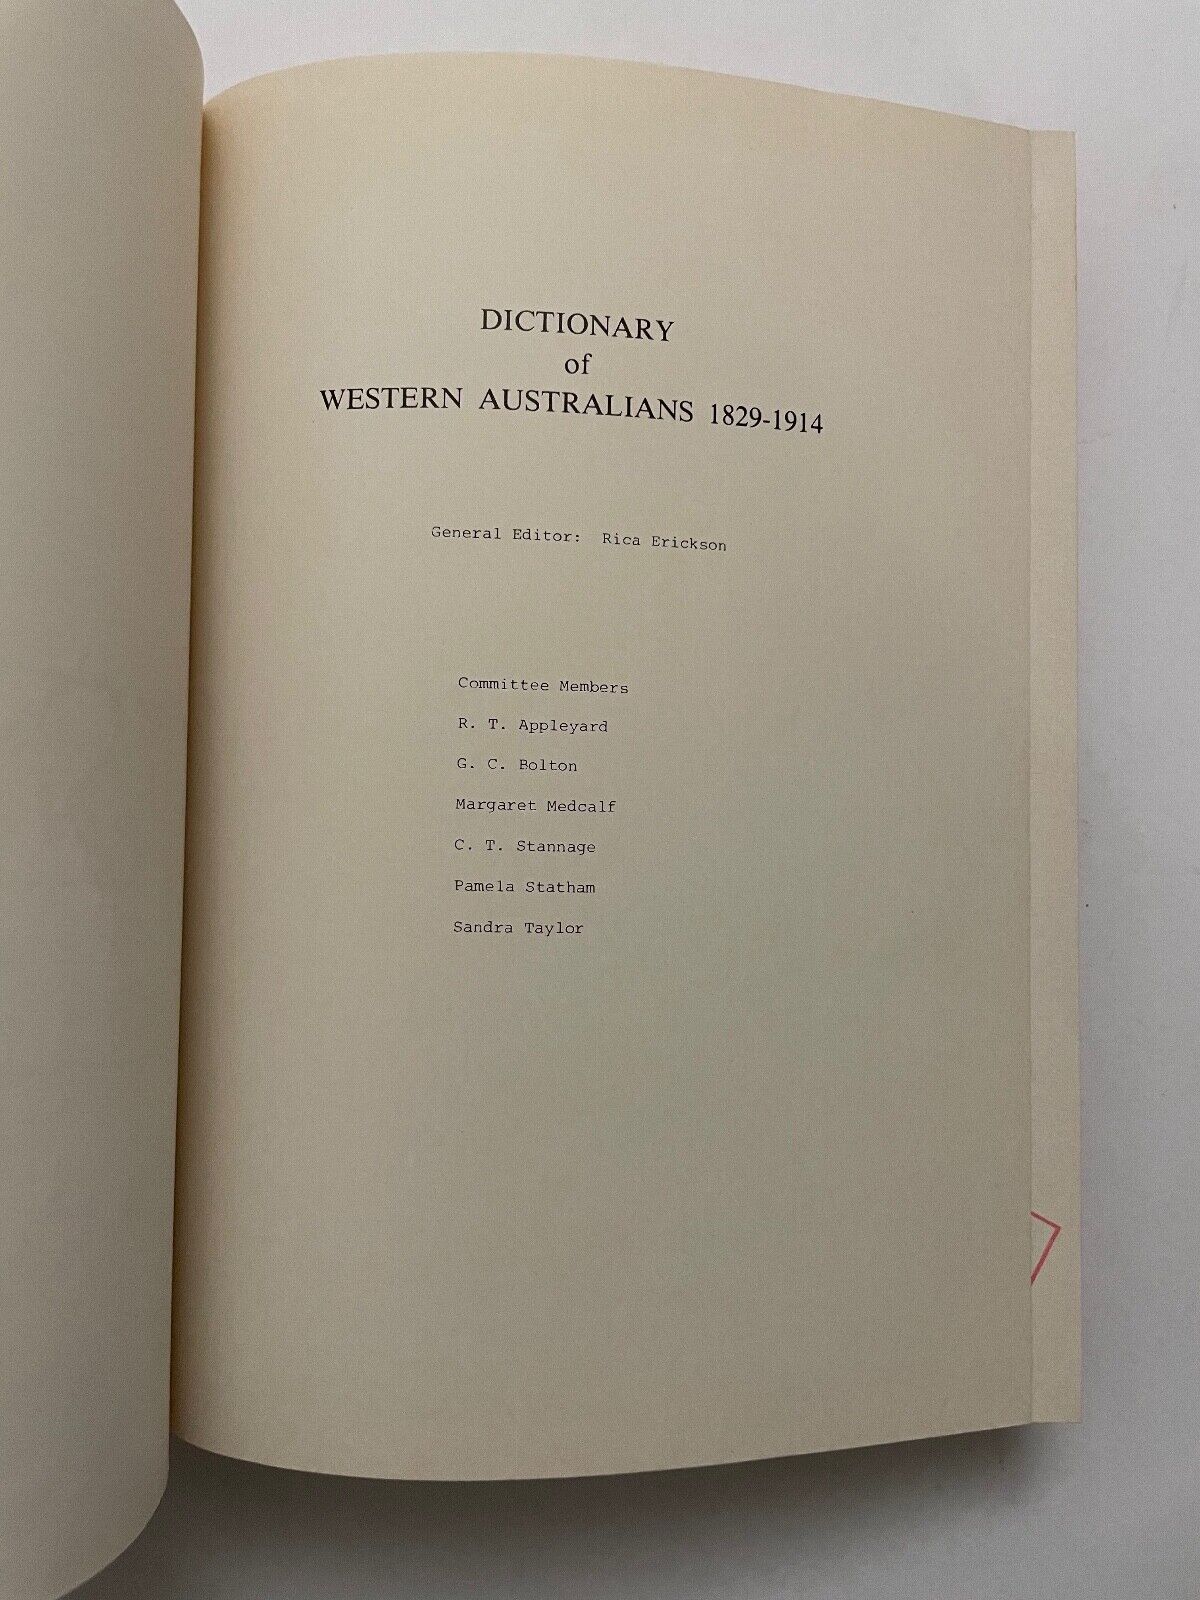 DICTIONARY
of
WESTERN AUSTRALIANS 1829-1914
General Editor: Rica Erickson
Committee Members
R. T. Appleyard
G. C. Bolton
Margaret Medcalf
C. T. Stannage
Pamela Statham
Sandra Taylor